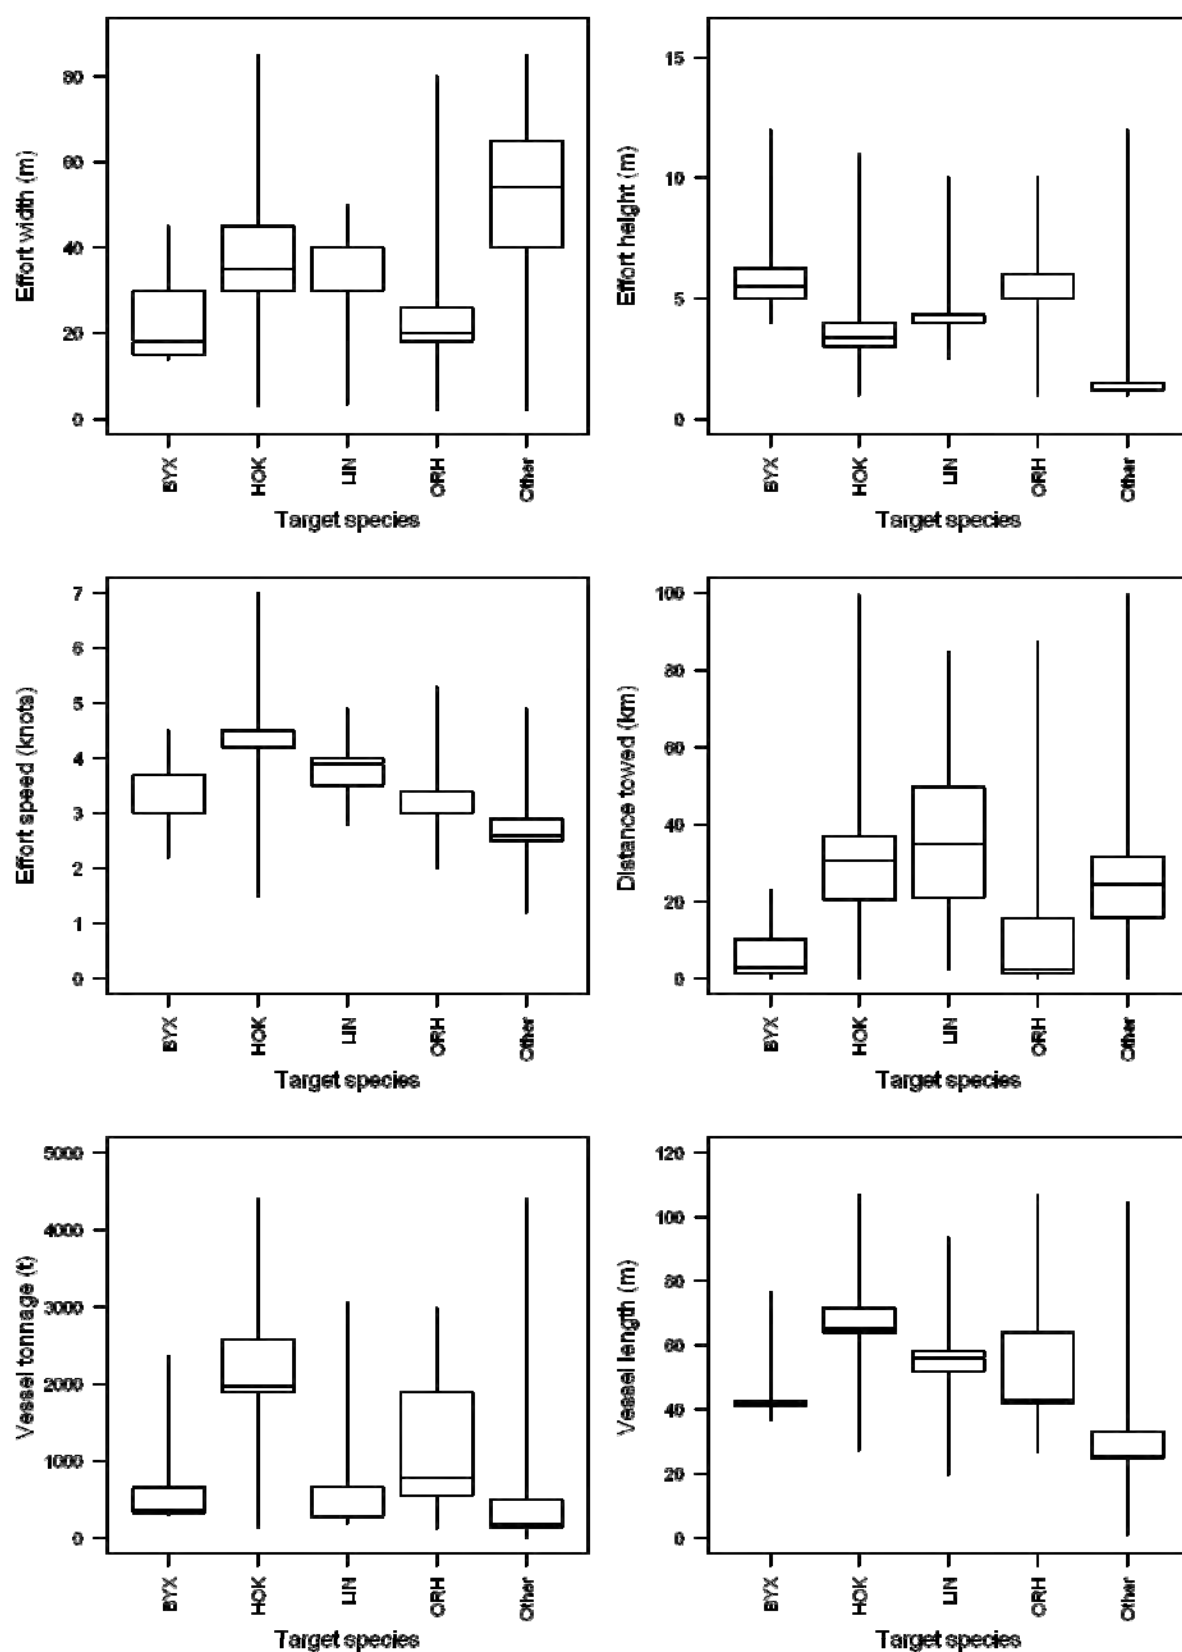 Effort width (m)
80
60
40
20
0
BYX
HOK
LIN
ORH
Other
Target species
Effort height (m)
15
10
5
0
BYX
HOK
LIN
ORH
Other
Target species
Effort speed (knots)
7
6
5
4
3
2
1
0
BYX
HOK
LIN
ORH
Other
Target species
Distance towed (km)
100
80
60
40
20
0
BYX
HOK
LIN
ORH
Other
Target species
Vessel tonnage (t)
5000
4000
3000
2000
1000
0
BYX
HOK
LIN
ORH
Other
Target species
Vessel length (m)
120
100
80
60
40
20
0
BYX
HOK
LIN
ORH
Other
Target species